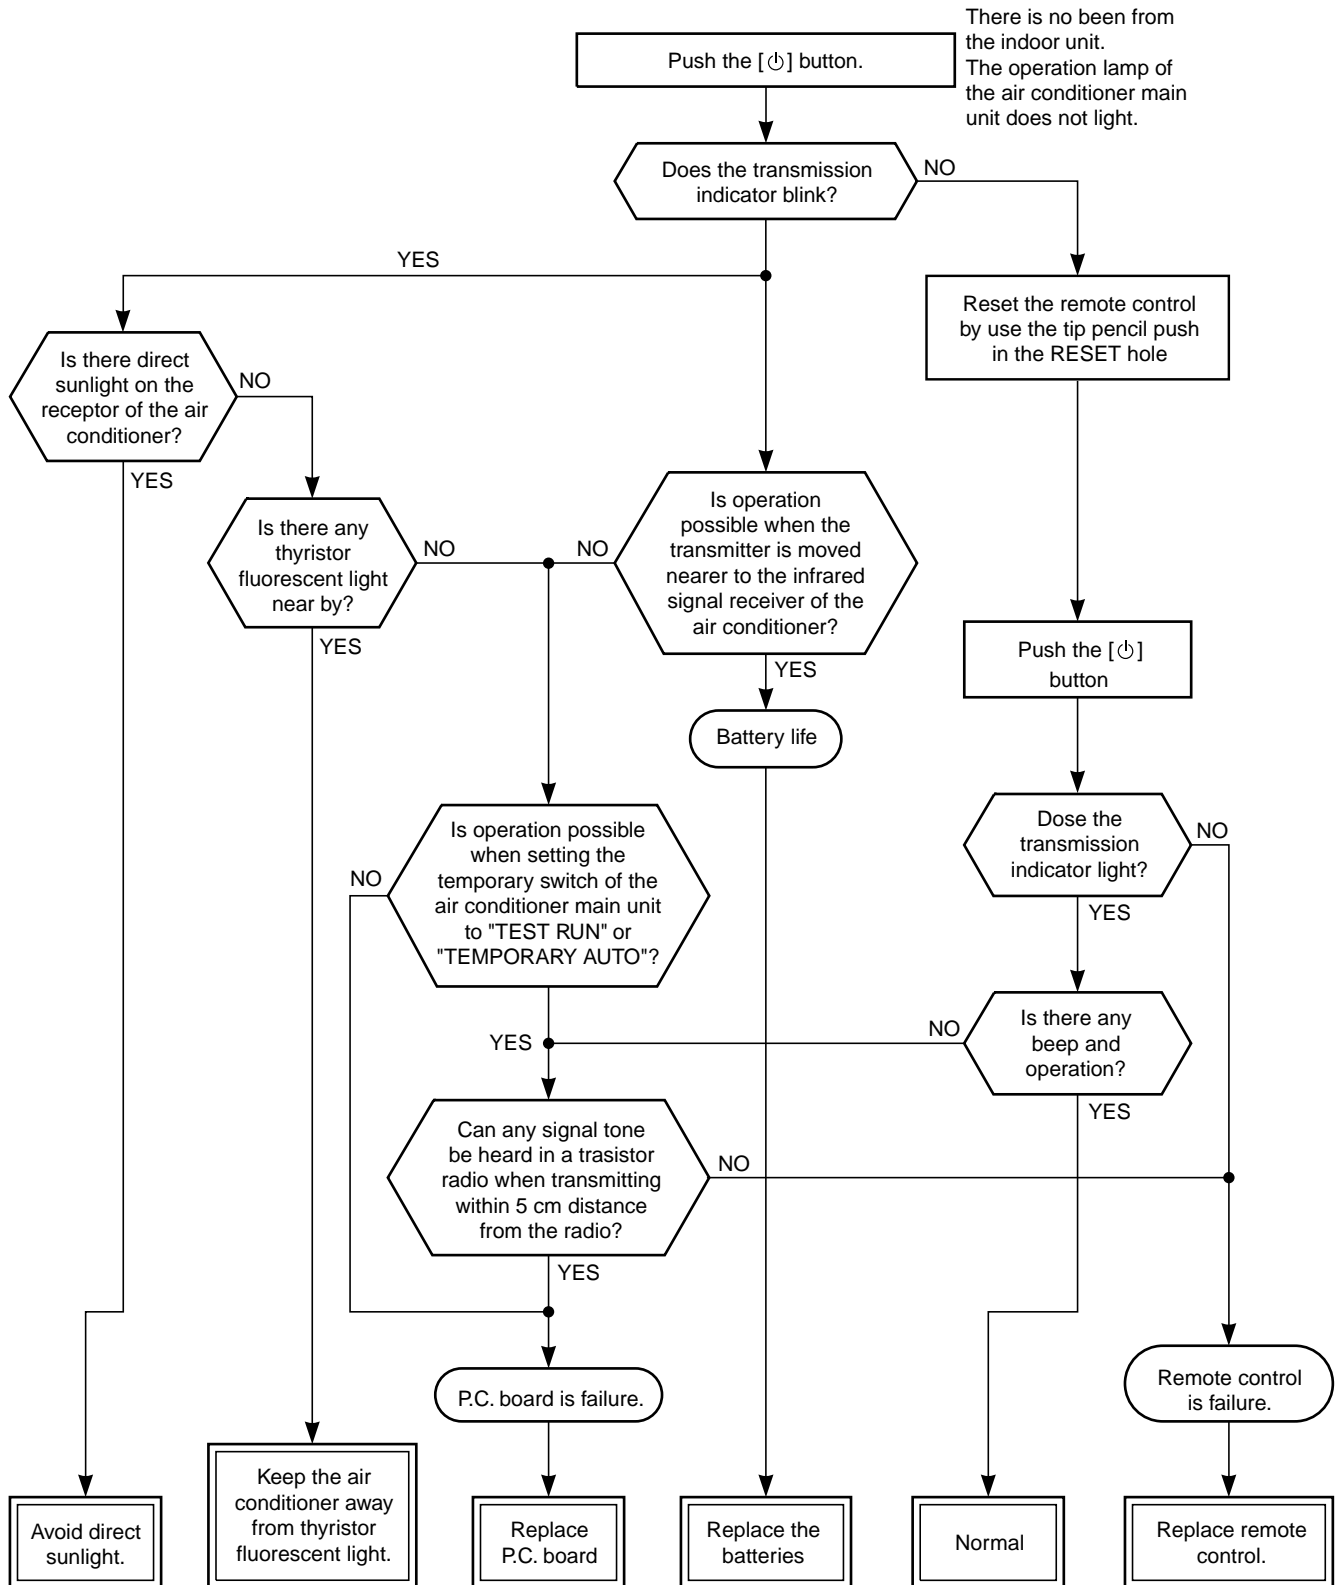 There is no been from
the indoor unit.
The operation lamp of
the air conditioner main
unit does not light.
Push the [⏻] button.
Does the transmission
indicator blink?
NO
YES
Reset the remote control
by use the tip pencil push
in the RESET hole
Is there direct
sunlight on the
receptor of the air
conditioner?
NO
YES
Is there any
thyristor
fluorescent light
near by?
NO
YES
NO
Is operation
possible when the
transmitter is moved
nearer to the infrared
signal receiver of the
air conditioner?
YES
Push the [⏻]
button
Battery life
Is operation possible
when setting the
temporary switch of the
air conditioner main unit
to "TEST RUN" or
"TEMPORARY AUTO"?
NO
YES
Dose the
transmission
indicator light?
NO
YES
Is there any
beep and
operation?
NO
YES
Can any signal tone
be heard in a trasistor
radio when transmitting
within 5 cm distance
from the radio?
NO
YES
P.C. board is failure.
Remote control
is failure.
Avoid direct
sunlight.
Keep the air
conditioner away
from thyristor
fluorescent light.
Replace
P.C. board
Replace the
batteries
Normal
Replace remote
control.